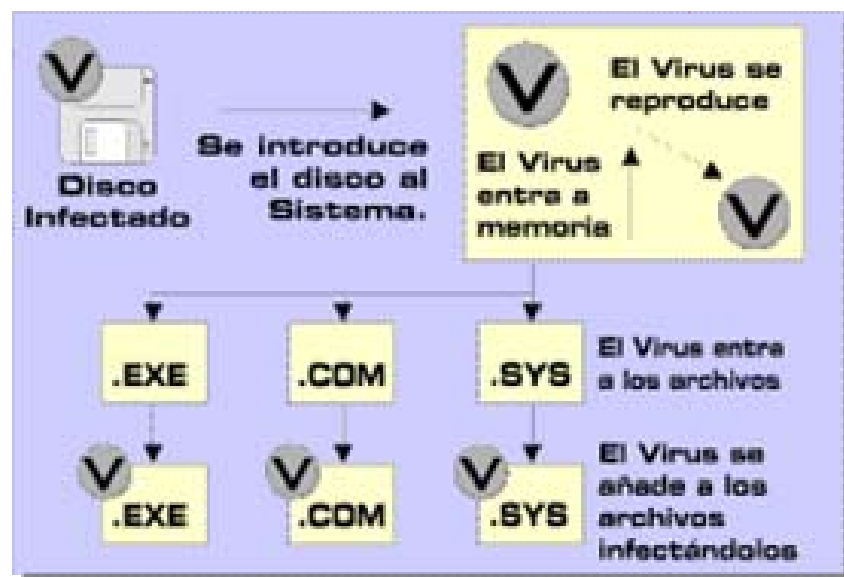 V
Disco
Infectado
Se introduce
el disco al
Sistema.
V
El Virus se
reproduce
El Virus
entra a
memoria
V
.EXE
.COM
.SYS
El Virus entra
a los archivos
V
.EXE
V
.COM
V
.SYS
El Virus se
añade a los
archivos
infectándolos